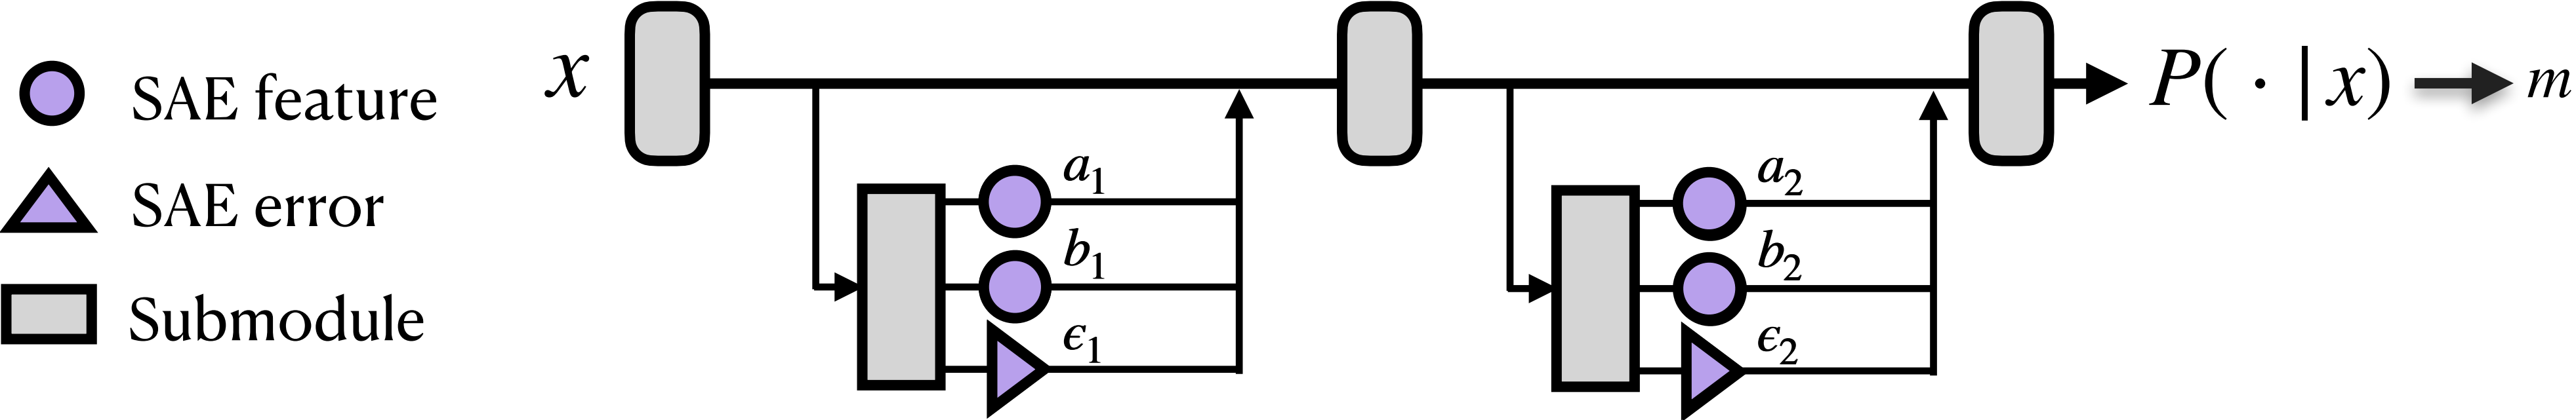 SAE feature
SAE error
Submodule
x
a₁
b₁
ϵ₁
a₂
b₂
ϵ₂
P( · | x)
m